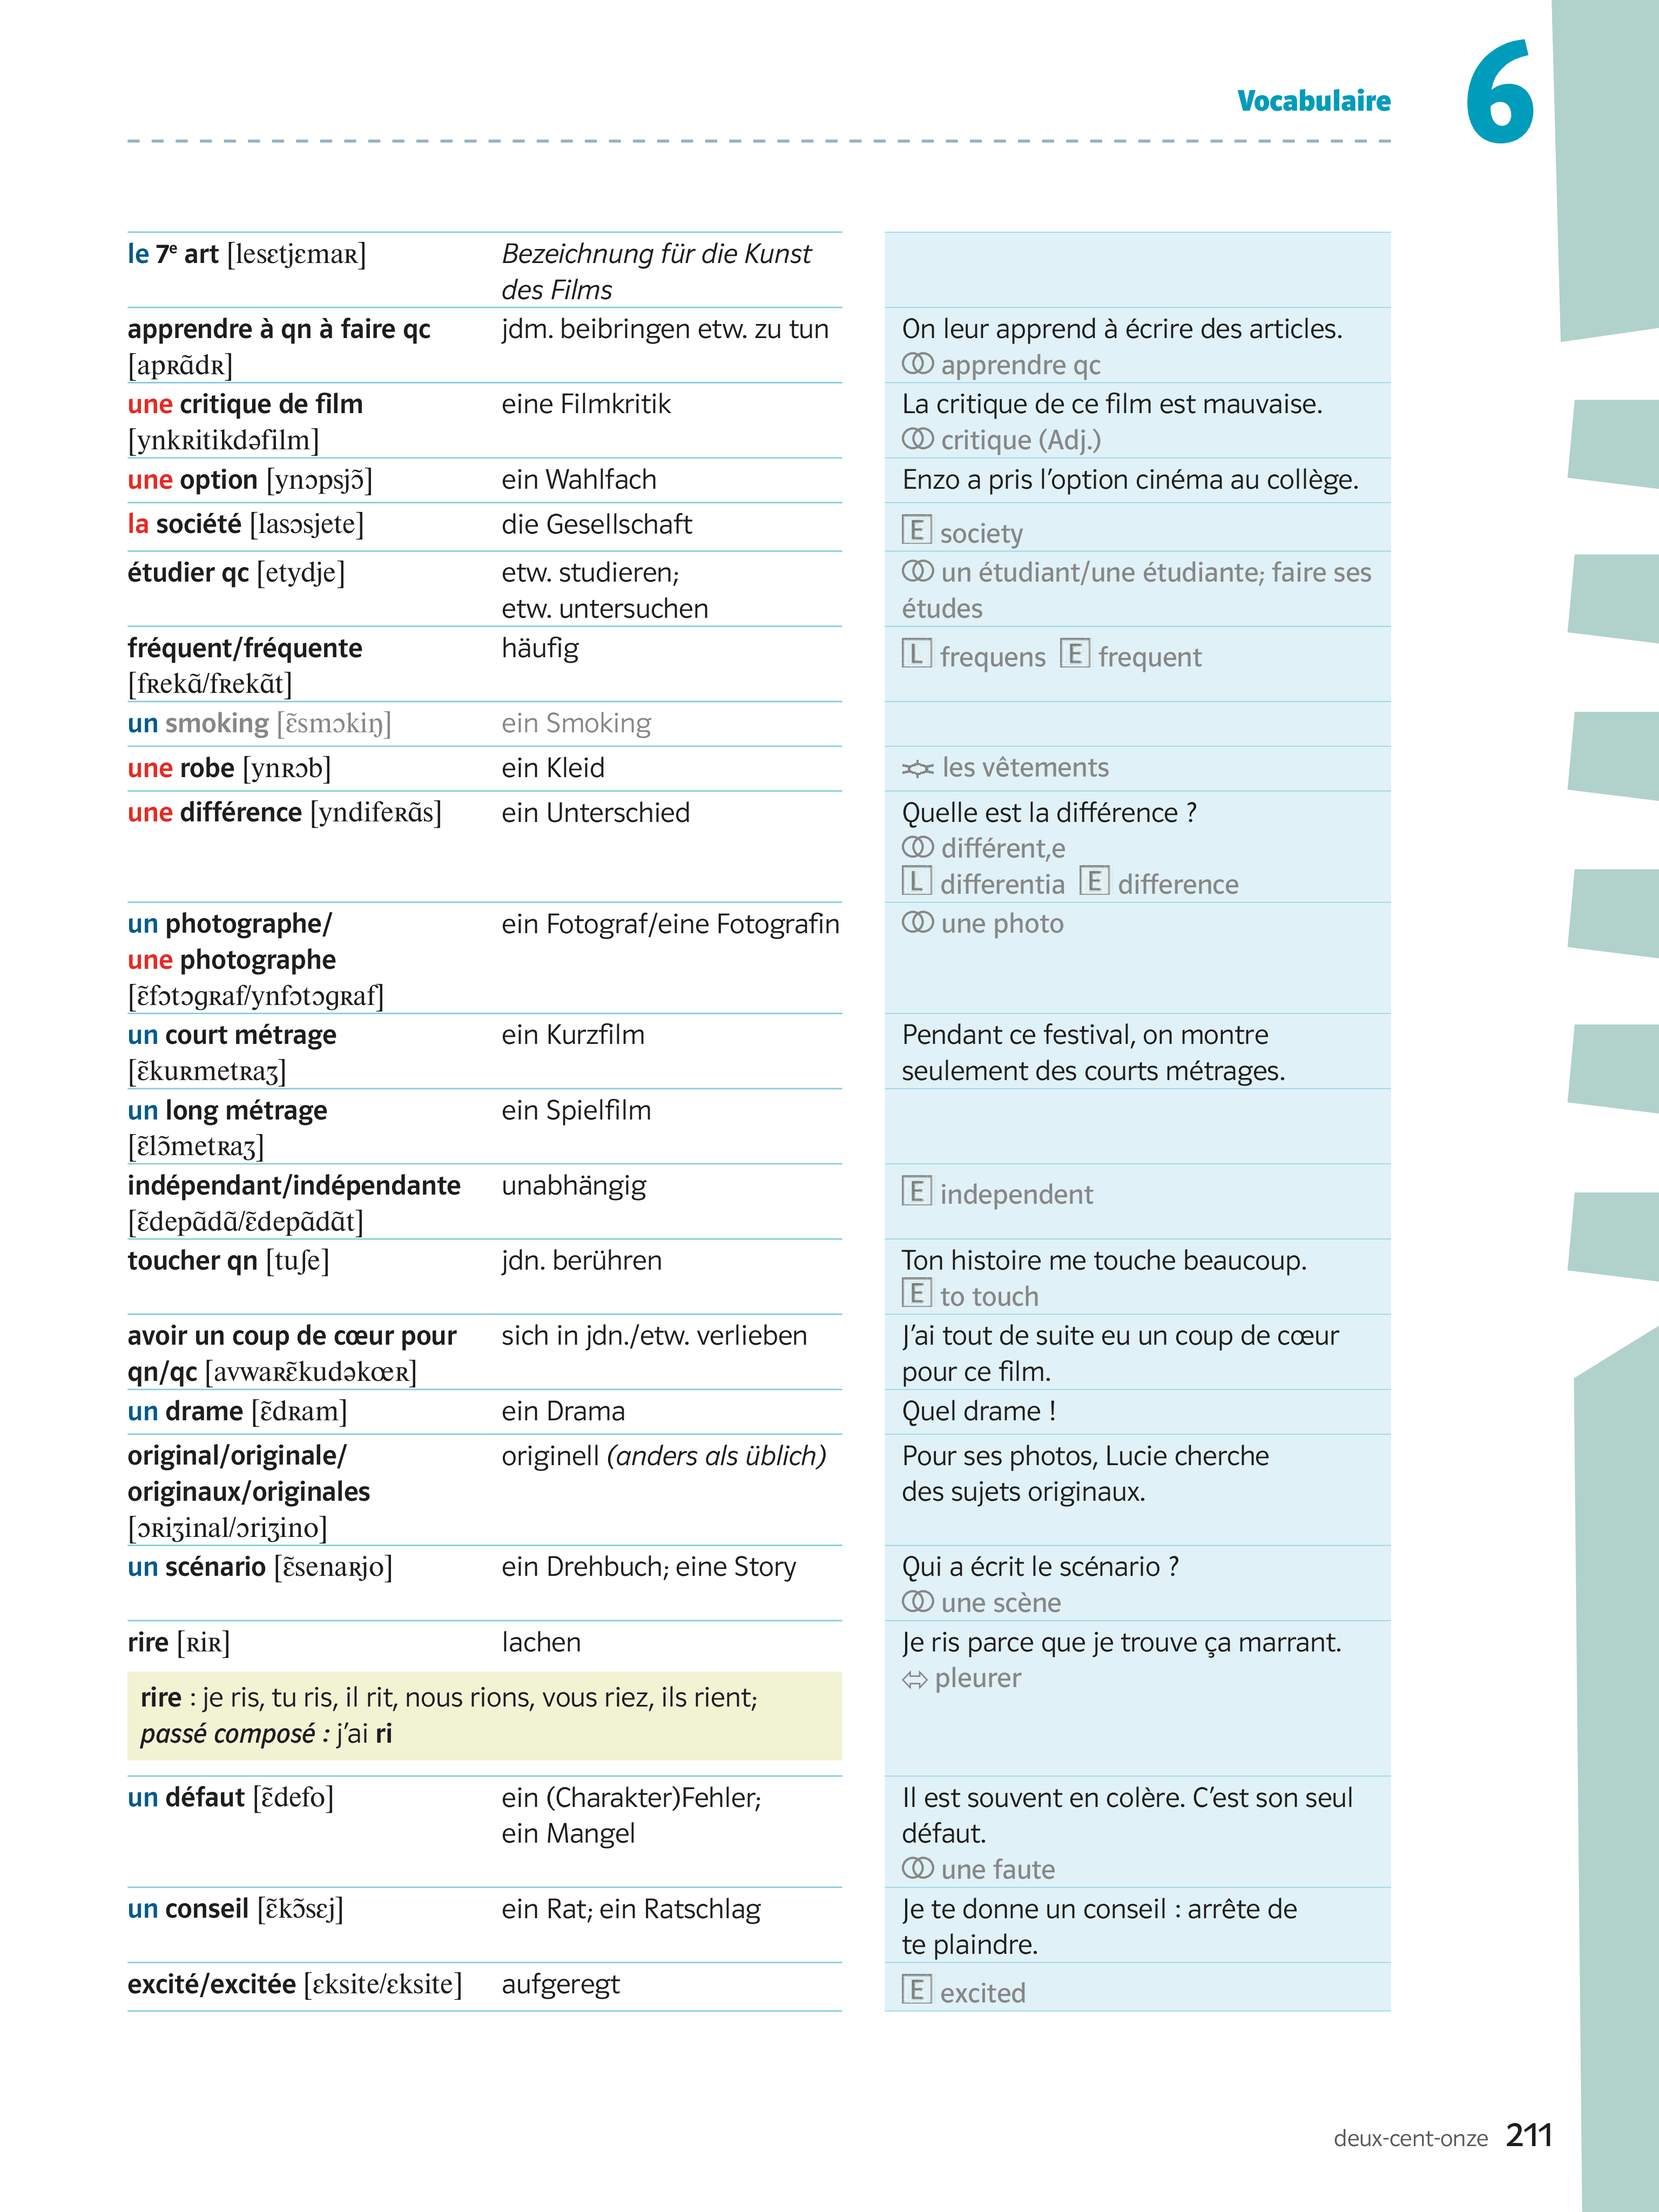 Vocabulaire 6
le 7e art [lesɛtjɛmaʀ] Bezeichnung für die Kunst
des Films
apprendre à qn à faire qc jdm. beibringen etw. zu tun On leur apprend à écrire des articles.
[apʀɑ̃dʀ] apprendre qc
une critique de film eine Filmkritik La critique de ce film est mauvaise.
[ynkʀitikdəfilm] critique (Adj.)
une option [ynɔpsjɔ̃] ein Wahlfach Enzo a pris l’option cinéma au collège.
la société [lasɔsjete] die Gesellschaft E society
étudier qc [etydje] etw. studieren; un étudiant/une étudiante; faire ses
etw. untersuchen études
fréquent/fréquente häufig L frequens E frequent
[fʀekɑ̃/fʀekɑ̃t]
un smoking [ɛ̃smɔkiŋ] ein Smoking
une robe [ynʀɔb] ein Kleid les vêtements
une différence [yndifeʀɑ̃s] ein Unterschied Quelle est la différence ?
différent,e
L differentia E difference
un photographe/ ein Fotograf/eine Fotografin une photo
une photographe
[ɛ̃fɔtɔgʀaf/ynfɔtɔgʀaf]
un court métrage ein Kurzfilm Pendant ce festival, on montre
[ɛ̃kuʀmetʀaʒ] seulement des courts métrages.
un long métrage ein Spielfilm
[ɛ̃lɔ̃metʀaʒ]
indépendant/indépendante unabhängig E independent
[ɛ̃depɑ̃dɑ̃/ɛ̃depɑ̃dɑ̃t]
toucher qn [tuʃe] jdn. berühren Ton histoire me touche beaucoup.
E to touch
avoir un coup de cœur pour sich in jdn./etw. verlieben J’ai tout de suite eu un coup de cœur
qn/qc [avwaʀɛ̃kudəkœʀ] pour ce film.
un drame [ɛ̃dʀam] ein Drama Quel drame !
original/originale/ originell (anders als üblich) Pour ses photos, Lucie cherche
originaux/originales des sujets originaux.
[ɔʀiʒinal/ɔriʒino]
un scénario [ɛ̃senaʀjo] ein Drehbuch; eine Story Qui a écrit le scénario ?
une scène
rire [ʀiʀ] lachen Je ris parce que je trouve ça marrant.
⇔ pleurer
rire : je ris, tu ris, il rit, nous rions, vous riez, ils rient;
passé composé : j’ai ri
un défaut [ɛ̃defo] ein (Charakter)Fehler; Il est souvent en colère. C’est son seul
ein Mangel défaut.
une faute
un conseil [ɛ̃kɔ̃sɛj] ein Rat; ein Ratschlag Je te donne un conseil : arrête de
te plaindre.
excité/excitée [ɛksite/ɛksite] aufgeregt E excited
deux-cent-onze 211